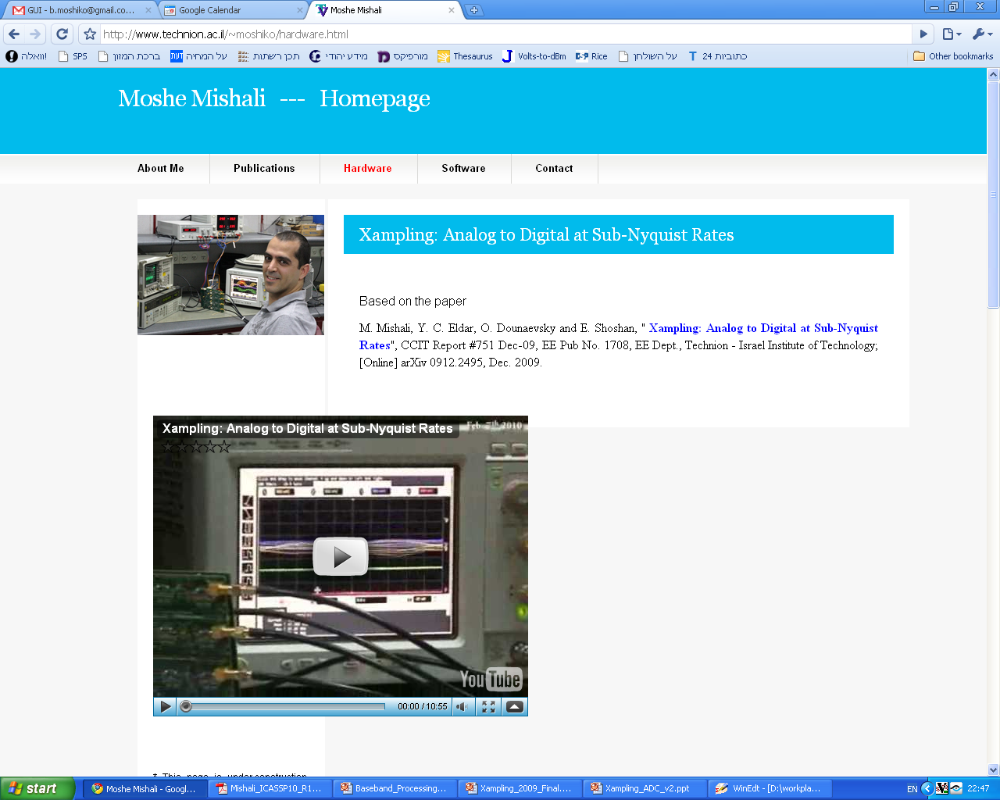 GUI - b.moshiko@gmail.co...
Google Calendar
Moshe Mishali
http://www.technion.ac.il/~moshiko/hardware.html
וואלה!
SPS
ברכת המזון
על המחיה
תכן רשתות
מידע יהודי
מורפיקס
Thesaurus
Volts-to-dBm
Rice
על השולחן
כתוביות 24
Other bookmarks
Moshe Mishali --- Homepage
About Me
Publications
Hardware
Software
Contact
Xampling: Analog to Digital at Sub-Nyquist Rates
Based on the paper
M. Mishali, Y. C. Eldar, O. Dounaevsky and E. Shoshan, " Xampling: Analog to Digital at Sub-Nyquist
Rates", CCIT Report #751 Dec-09, EE Pub No. 1708, EE Dept., Technion - Israel Institute of Technology;
[Online] arXiv 0912.2495, Dec. 2009.
Xampling: Analog to Digital at Sub-Nyquist Rates
Feb-7th 2010
YouTube
00:00 / 10:55
* This page is under construction
start
Moshe Mishali - Googl...
Mishali_ICASSP10_R1...
Baseband_Processing...
Xampling_2009_Final....
Xampling_ADC_v2.ppt
WinEdt - [D:\workpla...
EN
22:47